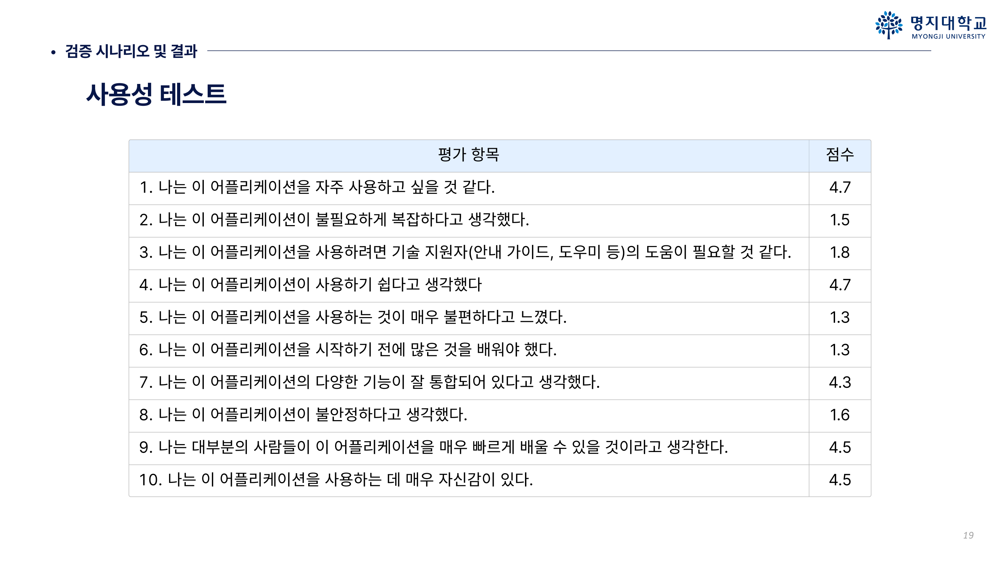 명지대학교
MYONGJI UNIVERSITY
• 검증 시나리오 및 결과
사용성 테스트
평가 항목 점수
1. 나는 이 어플리케이션을 자주 사용하고 싶을 것 같다. 4.7
2. 나는 이 어플리케이션이 불필요하게 복잡하다고 생각했다. 1.5
3. 나는 이 어플리케이션을 사용하려면 기술 지원자(안내 가이드, 도우미 등)의 도움이 필요할 것 같다. 1.8
4. 나는 이 어플리케이션이 사용하기 쉽다고 생각했다 4.7
5. 나는 이 어플리케이션을 사용하는 것이 매우 불편하다고 느꼈다. 1.3
6. 나는 이 어플리케이션을 시작하기 전에 많은 것을 배워야 했다. 1.3
7. 나는 이 어플리케이션의 다양한 기능이 잘 통합되어 있다고 생각했다. 4.3
8. 나는 이 어플리케이션이 불안정하다고 생각했다. 1.6
9. 나는 대부분의 사람들이 이 어플리케이션을 매우 빠르게 배울 수 있을 것이라고 생각한다. 4.5
10. 나는 이 어플리케이션을 사용하는 데 매우 자신감이 있다. 4.5
19